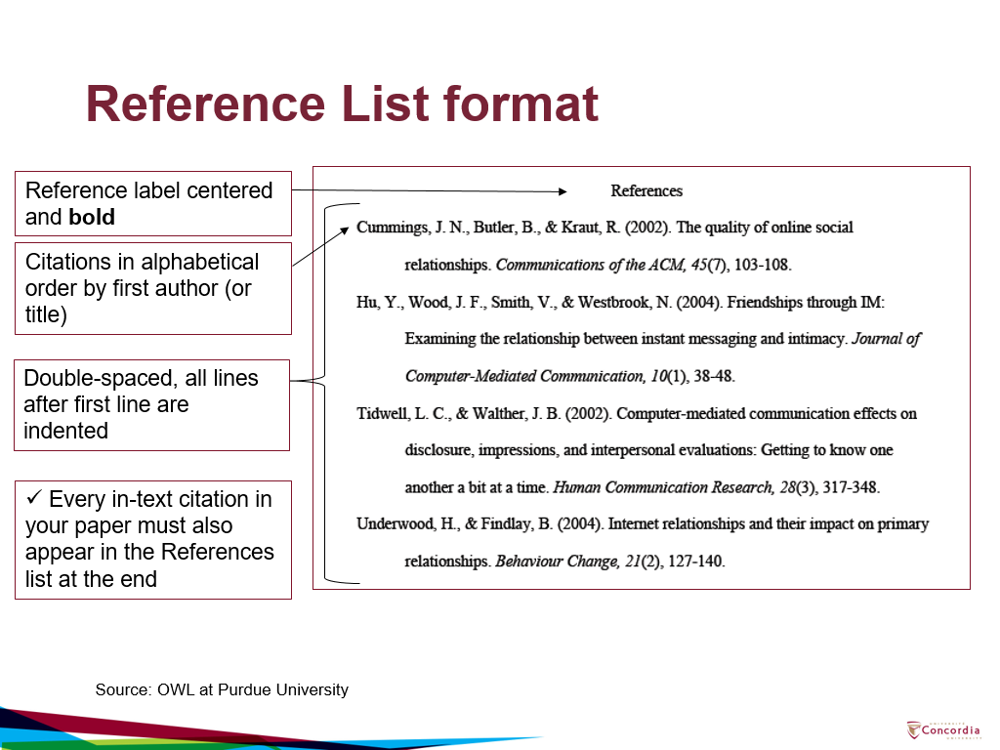 Reference List format
Reference label centered
and bold
Citations in alphabetical
order by first author (or
title)
Double-spaced, all lines
after first line are
indented
✓ Every in-text citation in
your paper must also
appear in the References
list at the end
References
Cummings, J. N., Butler, B., & Kraut, R. (2002). The quality of online social
relationships. Communications of the ACM, 45(7), 103-108.
Hu, Y., Wood, J. F., Smith, V., & Westbrook, N. (2004). Friendships through IM:
Examining the relationship between instant messaging and intimacy. Journal of
Computer-Mediated Communication, 10(1), 38-48.
Tidwell, L. C., & Walther, J. B. (2002). Computer-mediated communication effects on
disclosure, impressions, and interpersonal evaluations: Getting to know one
another a bit at a time. Human Communication Research, 28(3), 317-348.
Underwood, H., & Findlay, B. (2004). Internet relationships and their impact on primary
relationships. Behaviour Change, 21(2), 127-140.
Source: OWL at Purdue University
UNIVERSITÉ
Concordia
UNIVERSITY